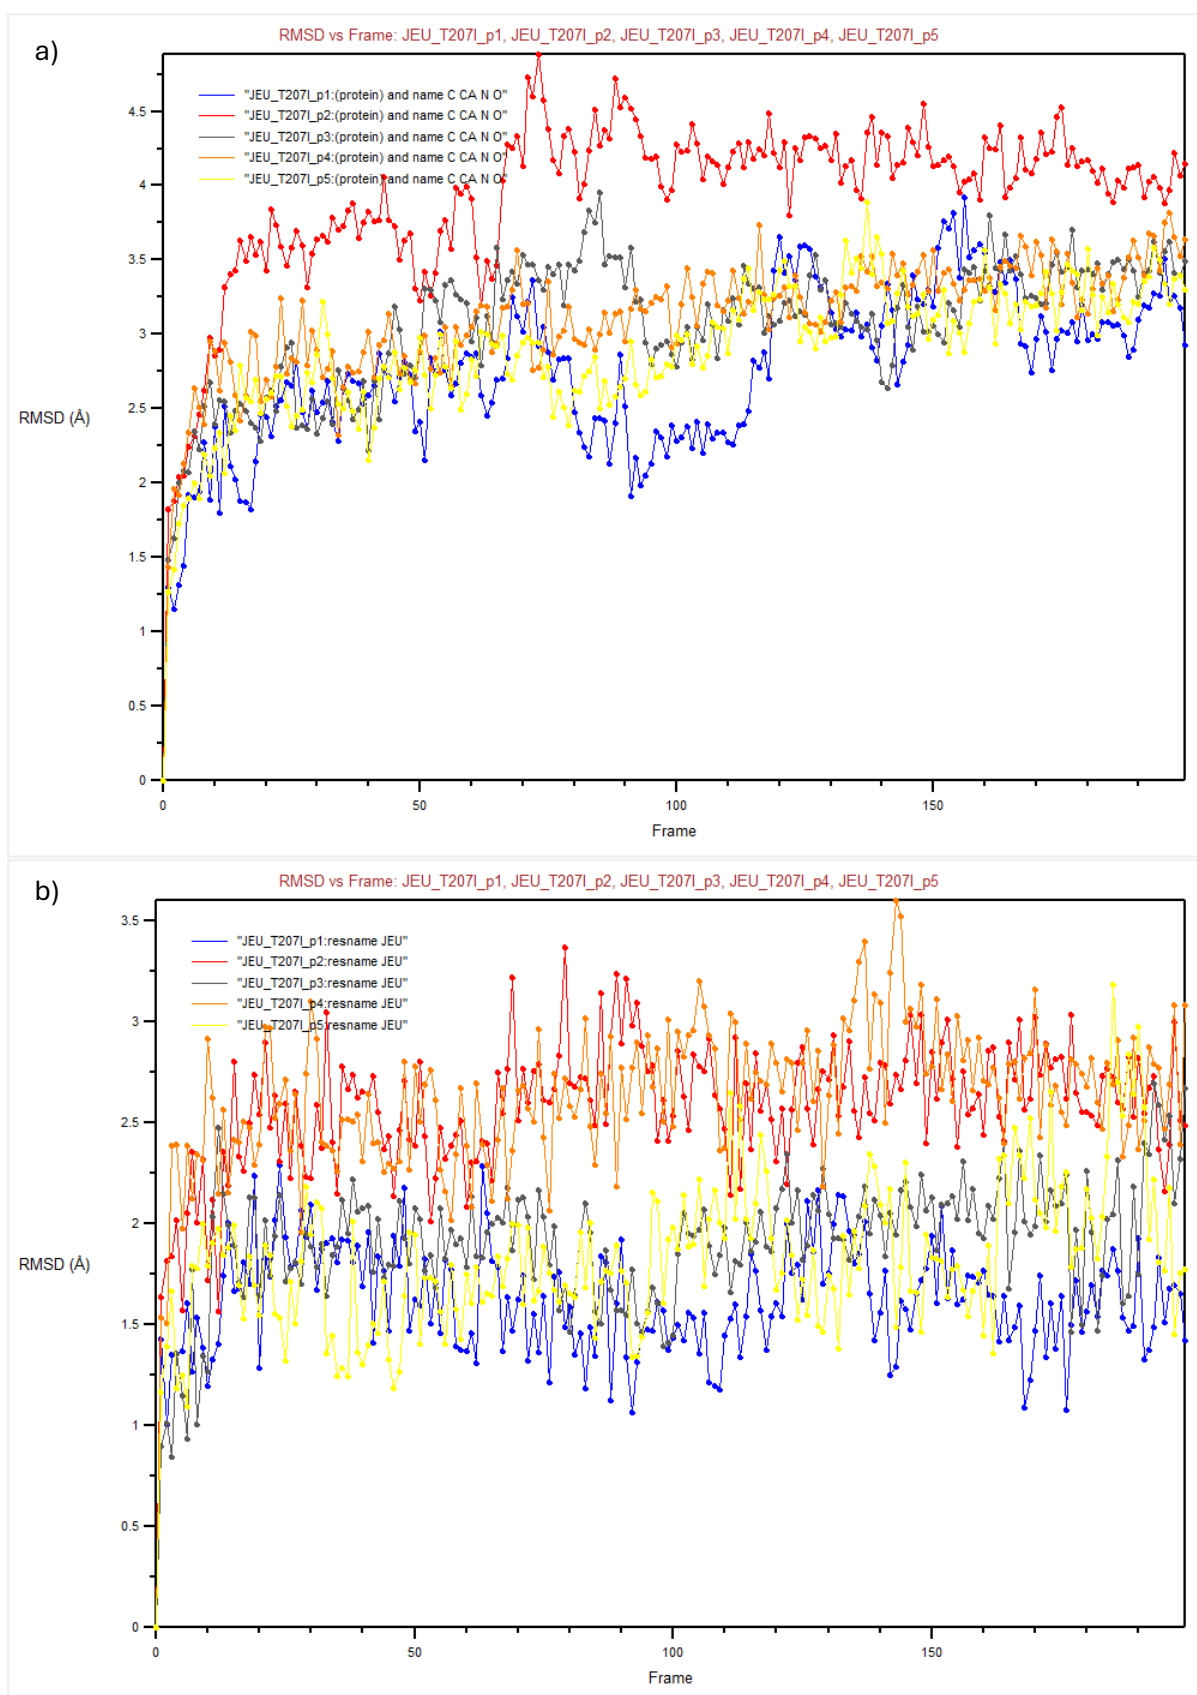 a)
RMSD vs Frame: JEU_T207I_p1, JEU_T207I_p2, JEU_T207I_p3, JEU_T207I_p4, JEU_T207I_p5
"JEU_T207I_p1:(protein) and name C CA N O"
"JEU_T207I_p2:(protein) and name C CA N O"
"JEU_T207I_p3:(protein) and name C CA N O"
"JEU_T207I_p4:(protein) and name C CA N O"
"JEU_T207I_p5:(protein) and name C CA N O"
4.5
4
3.5
3
2.5
RMSD (Å)
2
1.5
1
0.5
0
0 50 100 150
Frame
b)
RMSD vs Frame: JEU_T207I_p1, JEU_T207I_p2, JEU_T207I_p3, JEU_T207I_p4, JEU_T207I_p5
3.5
"JEU_T207I_p1:resname JEU"
"JEU_T207I_p2:resname JEU"
"JEU_T207I_p3:resname JEU"
"JEU_T207I_p4:resname JEU"
"JEU_T207I_p5:resname JEU"
3
2.5
2
RMSD (Å)
1.5
1
0.5
0
0 50 100 150
Frame